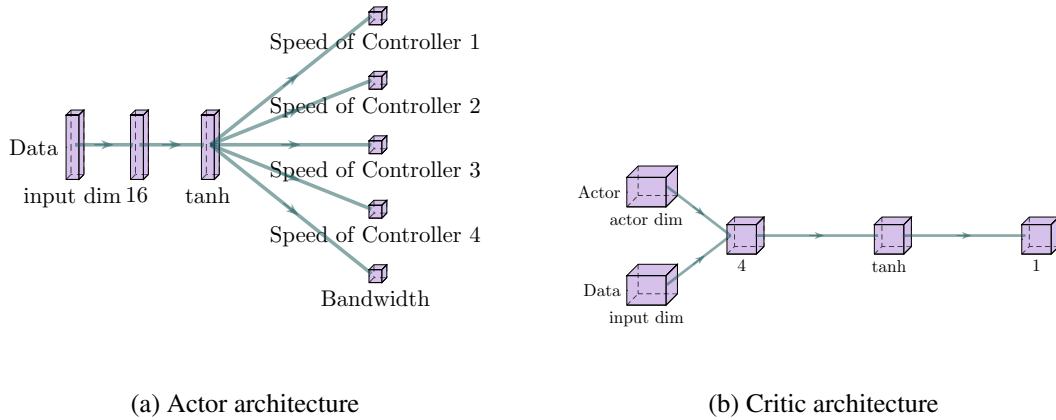 Speed of Controller 1
Speed of Controller 2
Data
Speed of Controller 3
input dim 16 tanh
Speed of Controller 4
Bandwidth
(a) Actor architecture
Actor
actor dim
4 tanh 1
Data
input dim
(b) Critic architecture